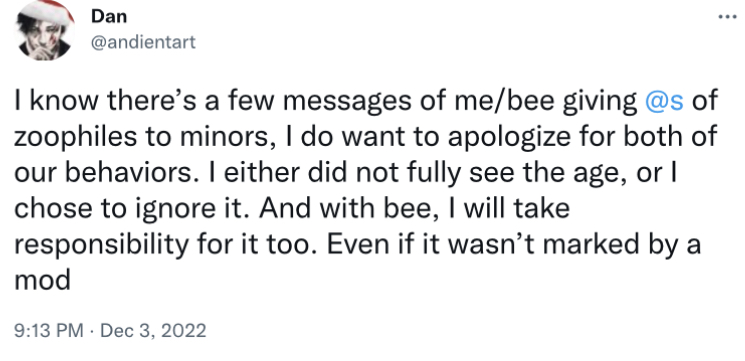 Dan
@andientart
I know there's a few messages of me/bee giving @s of
zoophiles to minors, I do want to apologize for both of
our behaviors. I either did not fully see the age, or I
chose to ignore it. And with bee, I will take
responsibility for it too. Even if it wasn't marked by a
mod
9:13 PM · Dec 3, 2022